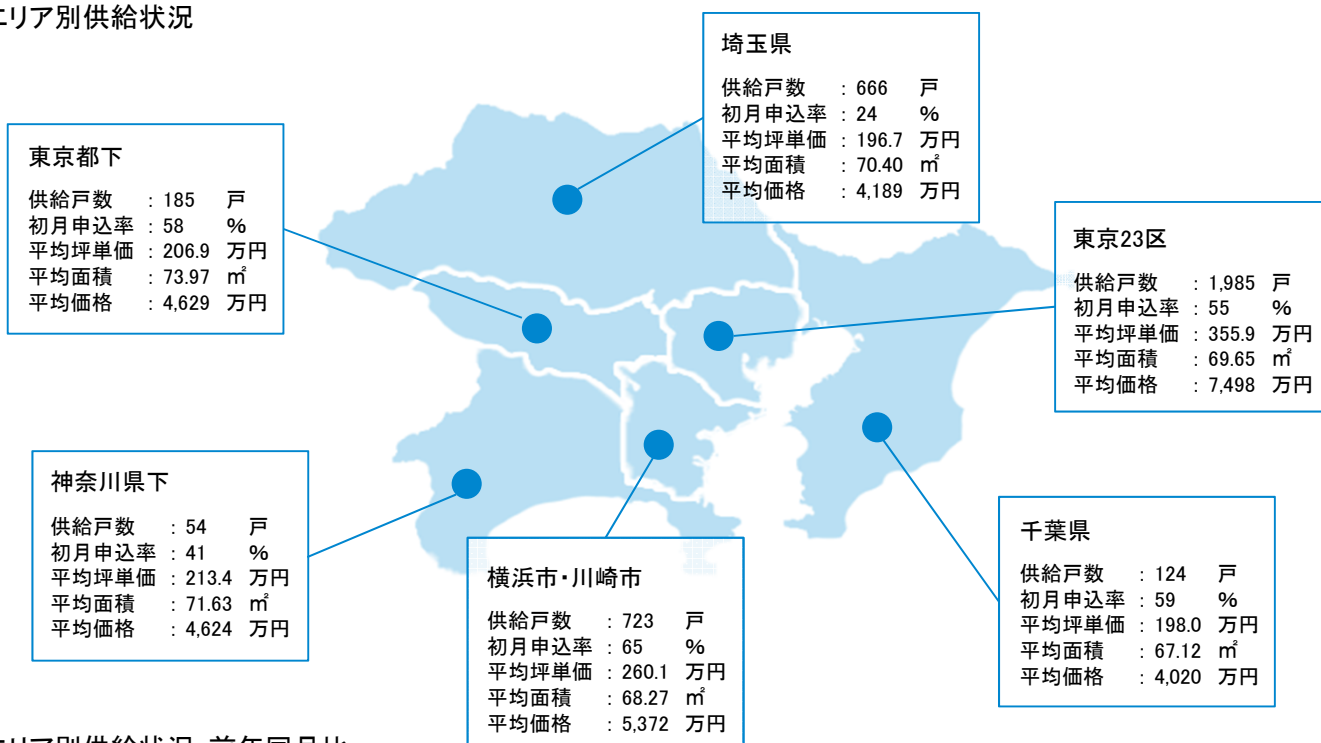 エリア別供給状況
埼玉県
供給戸数 : 666 戸
初月申込率 : 24 %
平均坪単価 : 196.7 万円
平均面積 : 70.40 ㎡
平均価格 : 4,189 万円
東京都下
供給戸数 : 185 戸
初月申込率 : 58 %
平均坪単価 : 206.9 万円
平均面積 : 73.97 ㎡
平均価格 : 4,629 万円
東京23区
供給戸数 : 1,985 戸
初月申込率 : 55 %
平均坪単価 : 355.9 万円
平均面積 : 69.65 ㎡
平均価格 : 7,498 万円
神奈川県下
供給戸数 : 54 戸
初月申込率 : 41 %
平均坪単価 : 213.4 万円
平均面積 : 71.63 ㎡
平均価格 : 4,624 万円
横浜市・川崎市
供給戸数 : 723 戸
初月申込率 : 65 %
平均坪単価 : 260.1 万円
平均面積 : 68.27 ㎡
平均価格 : 5,372 万円
千葉県
供給戸数 : 124 戸
初月申込率 : 59 %
平均坪単価 : 198.0 万円
平均面積 : 67.12 ㎡
平均価格 : 4,020 万円
エリア別供給状況 前年同月比